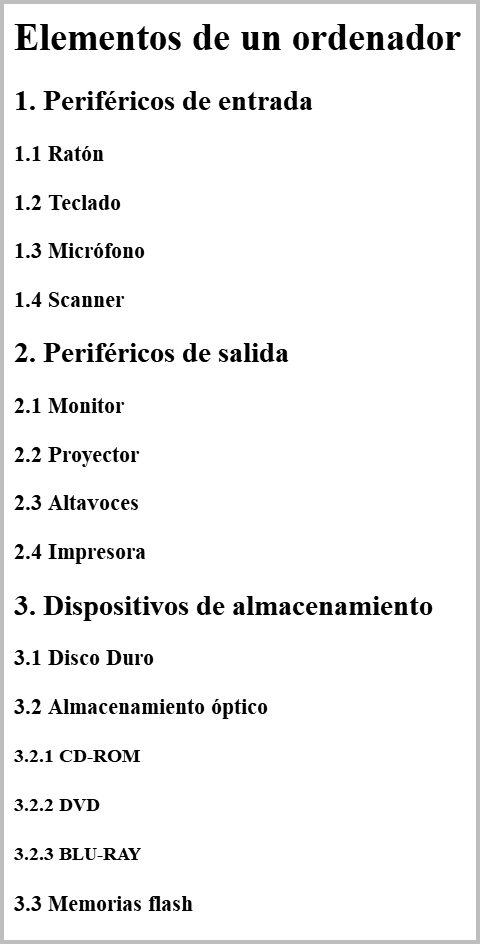 Elementos de un ordenador
1. Periféricos de entrada
1.1 Ratón
1.2 Teclado
1.3 Micrófono
1.4 Scanner
2. Periféricos de salida
2.1 Monitor
2.2 Proyector
2.3 Altavoces
2.4 Impresora
3. Dispositivos de almacenamiento
3.1 Disco Duro
3.2 Almacenamiento óptico
3.2.1 CD-ROM
3.2.2 DVD
3.2.3 BLU-RAY
3.3 Memorias flash